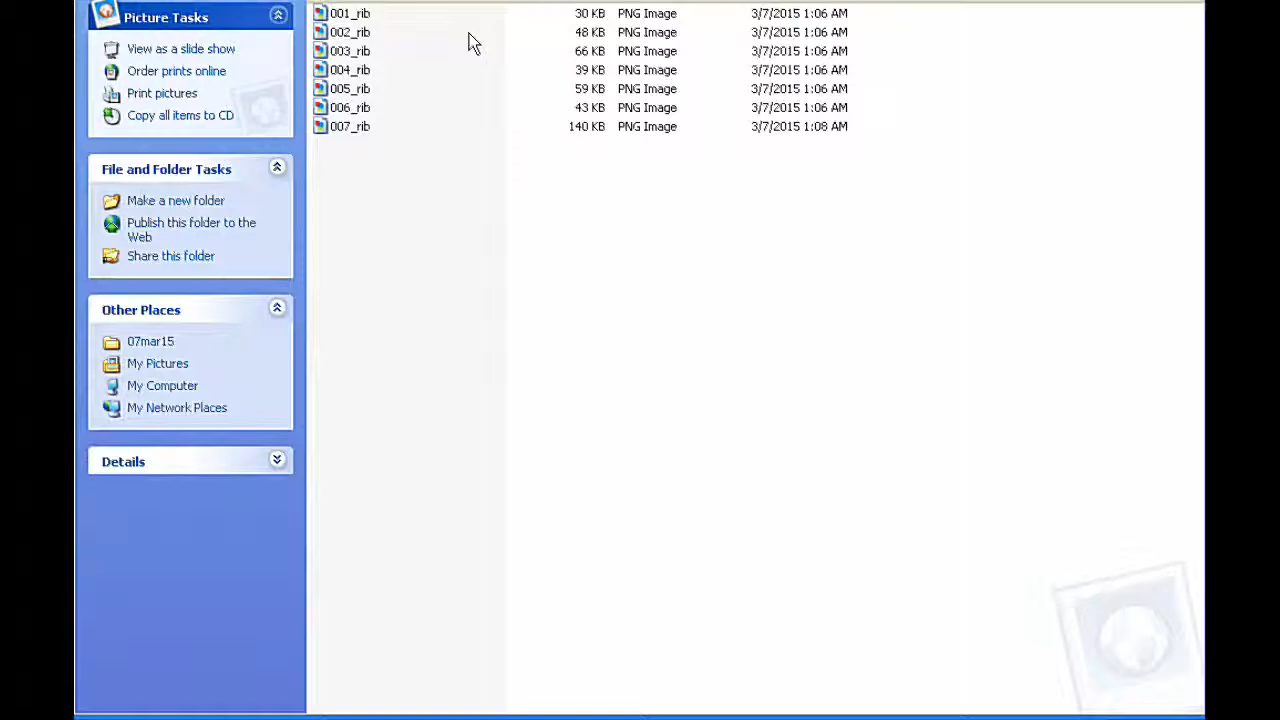 Picture Tasks
View as a slide show
Order prints online
Print pictures
Copy all items to CD
File and Folder Tasks
Make a new folder
Publish this folder to the
Web
Share this folder
Other Places
07mar15
My Pictures
My Computer
My Network Places
Details
001_rib 30 KB PNG Image 3/7/2015 1:06 AM
002_rib 48 KB PNG Image 3/7/2015 1:06 AM
003_rib 66 KB PNG Image 3/7/2015 1:06 AM
004_rib 39 KB PNG Image 3/7/2015 1:06 AM
005_rib 59 KB PNG Image 3/7/2015 1:06 AM
006_rib 43 KB PNG Image 3/7/2015 1:06 AM
007_rib 140 KB PNG Image 3/7/2015 1:08 AM